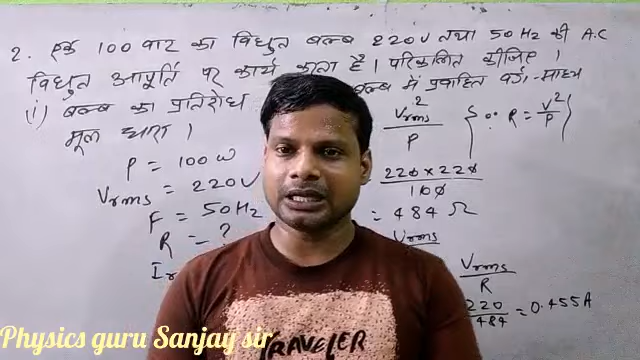 2. एक 100 वाट का विधुत बल्ब 220V तथा 50Hz की A.C
विधुत आपूर्ति पर कार्य करता है। परिकलित कीजिए।
(i) बल्ब का प्रतिरोध बल्ब में प्रवाहित वर्ग-माध्य
मूल धारा।
P = 100 W
Vrms = 220V
F = 50Hz
R = ?
Vrms²
P
{ ∵ R = V²/P }
220 × 220
100
= 484 Ω
Vrms
Vrms
R
220/484 = 0.455A
TRAVELER
Physics guru Sanjay sir